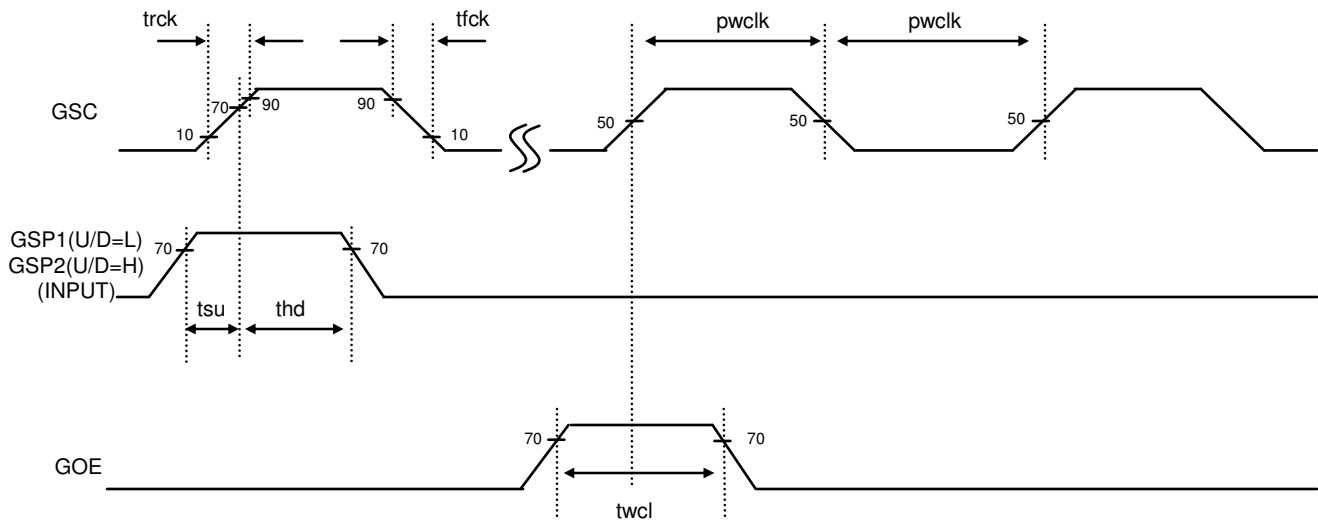 trck
tfck
pwclk
pwclk
GSC
10
70
90
90
10
50
50
50
GSP1(U/D=L)
GSP2(U/D=H)
(INPUT)
70
70
tsu
thd
GOE
70
70
twcl